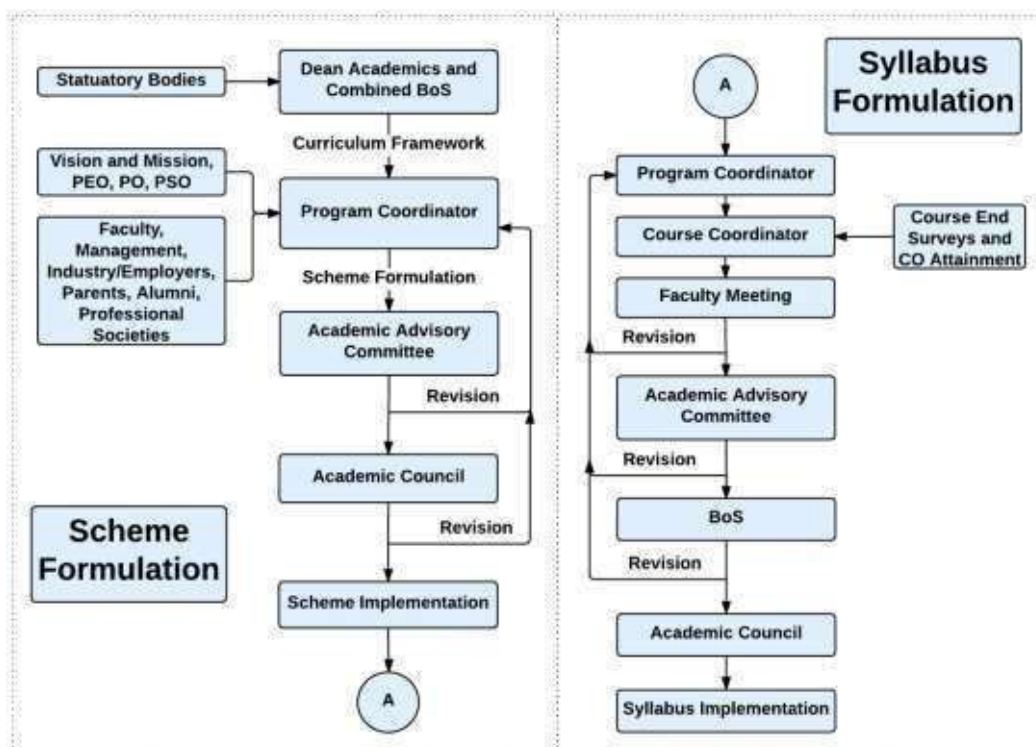 Statuatory Bodies
Dean Academics and
Combined BoS
Curriculum Framework
Vision and Mission,
PEO, PO, PSO
Program Coordinator
Faculty,
Management,
Industry/Employers,
Parents, Alumni,
Professional
Societies
Scheme Formulation
Academic Advisory
Committee
Revision
Academic Council
Revision
Scheme
Formulation
Scheme Implementation
A
Syllabus
Formulation
A
Program Coordinator
Course Coordinator
Course End
Surveys and
CO Attainment
Faculty Meeting
Revision
Academic Advisory
Committee
Revision
BoS
Revision
Academic Council
Syllabus Implementation